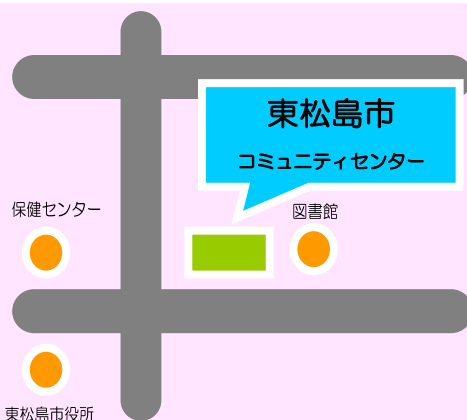 東松島市
コミュニティセンター
保健センター
図書館
東松島市役所